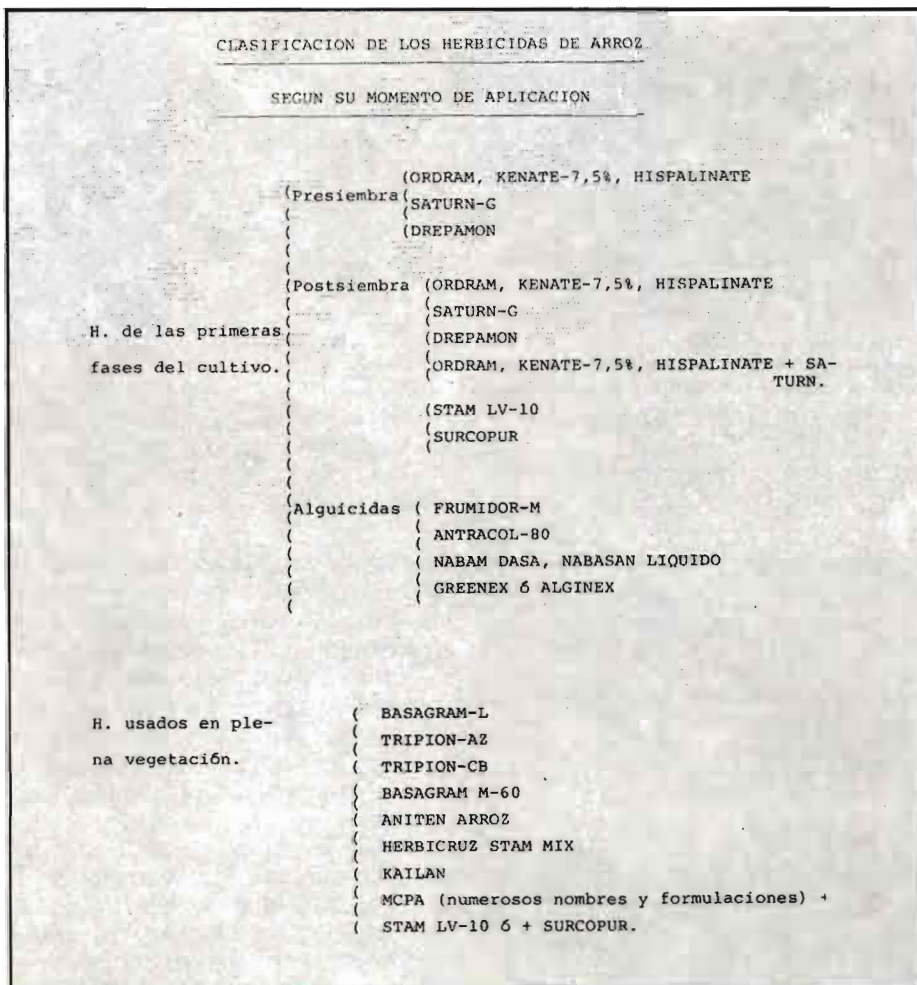 CLASIFICACION DE LOS HERBICIDAS DE ARROZ
SEGUN SU MOMENTO DE APLICACION
(ORDRAM, KENATE-7,5%, HISPALINATE
(Presiembra(
(SATURN-G
(DREPAMON
(Postsiembra (ORDRAM, KENATE-7,5%, HISPALINATE
(SATURN-G
H. de las primeras (DREPAMON
fases del cultivo. (ORDRAM, KENATE-7,5%, HISPALINATE + SA-
TURN.
(STAM LV-10
(SURCOPUR
(Alguicidas ( FRUMIDOR-M
( ANTRACOL-80
( NABAM DASA, NABASAN LIQUIDO
( GREENEX ó ALGINEX
H. usados en ple- ( BASAGRAM-L
( TRIPION-AZ
na vegetación. ( TRIPION-CB
( BASAGRAM M-60
( ANITEN ARROZ
( HERBICRUZ STAM MIX
( KAILAN
( MCPA (numerosos nombres y formulaciones) +
( STAM LV-10 ó + SURCOPUR.